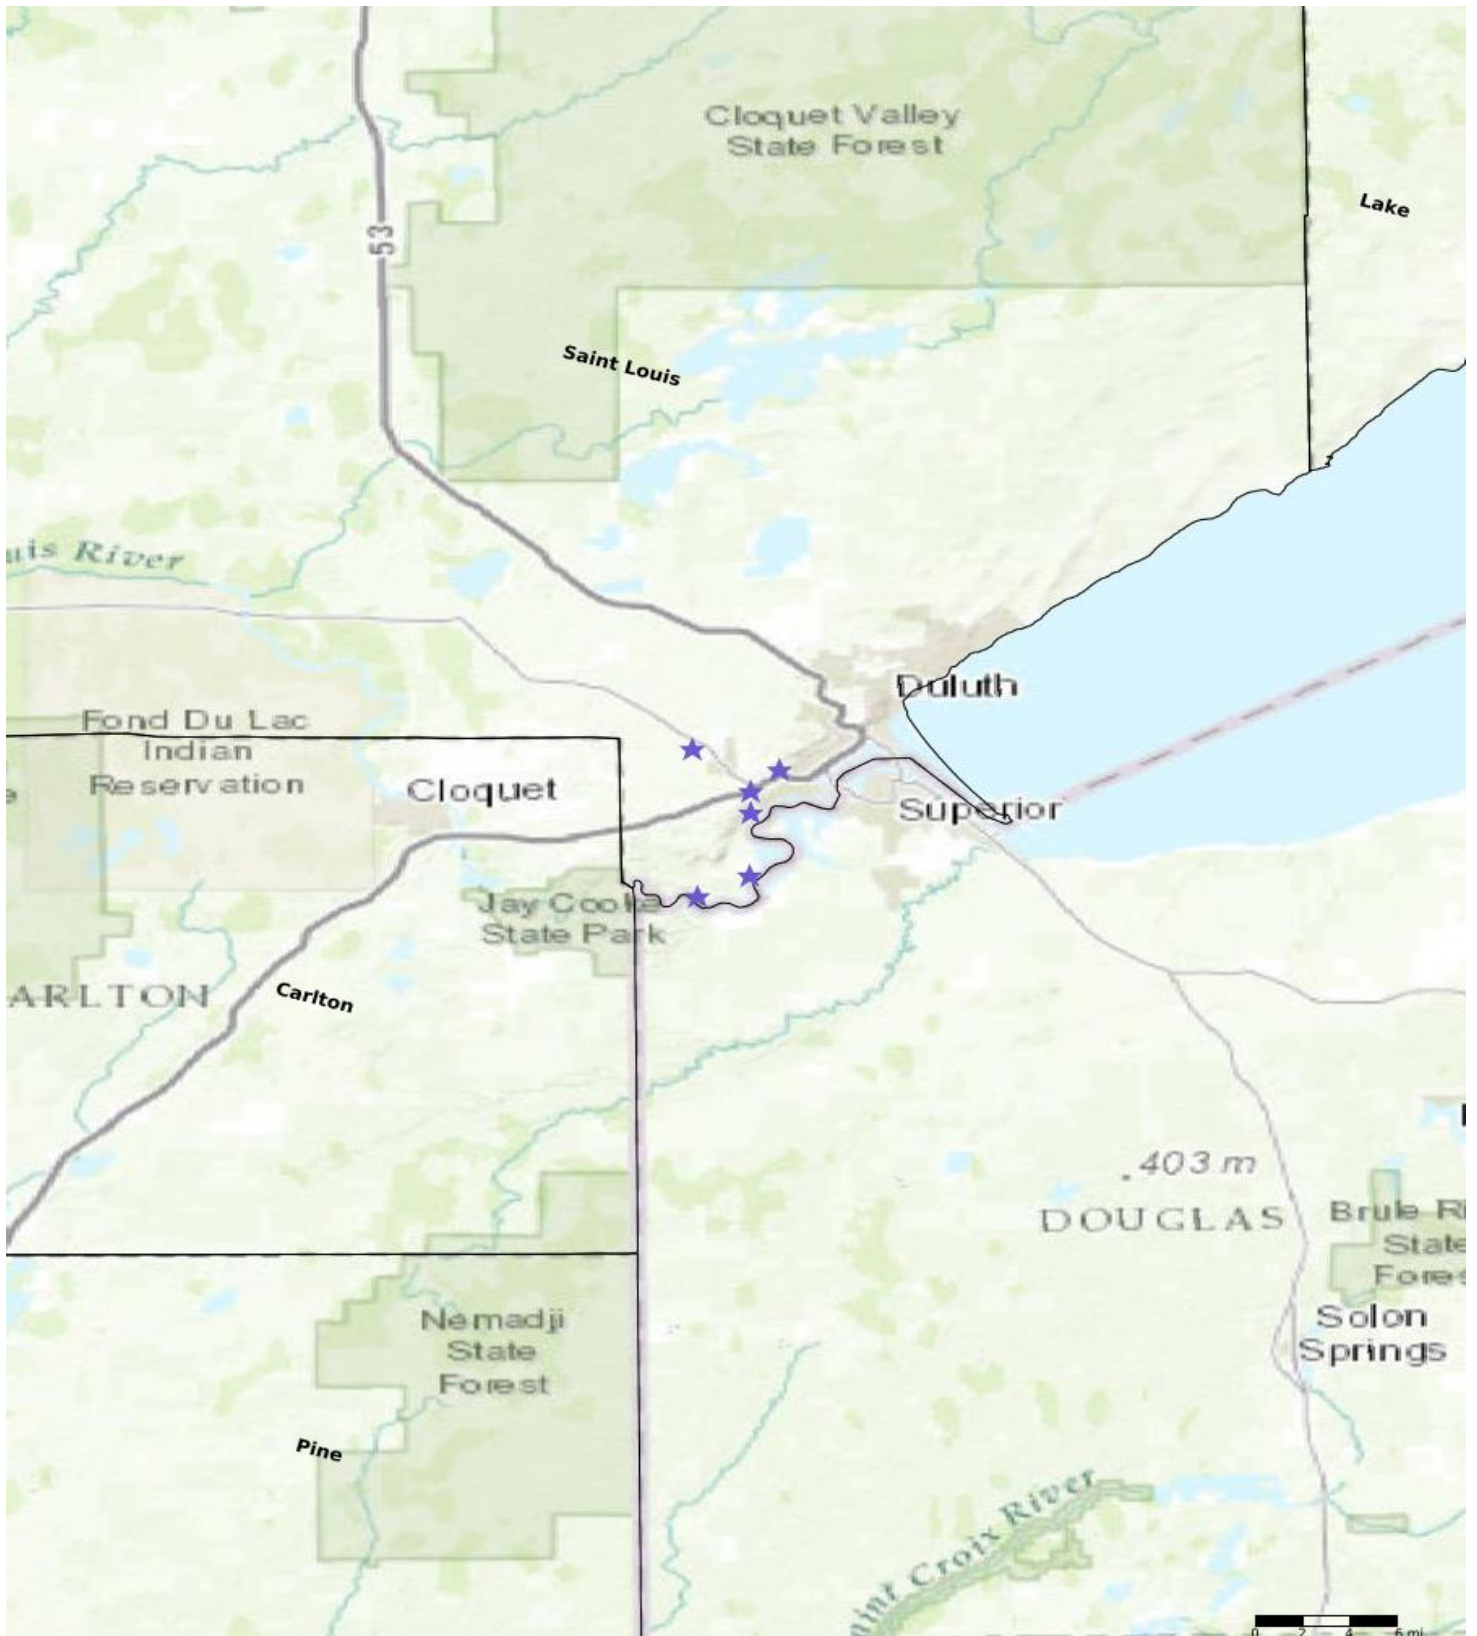 Cloquet Valley
State Forest
Lake
53
Saint Louis
uis River
Duluth
Fond Du Lac
Indian
Reservation
Cloquet
Superior
Jay Cooke
State Park
ARLTON
Carlton
403 m
DOUGLAS
Brule Ri
State
Fores
Nemadji
State
Forest
Solon
Springs
Pine
aint Croix River
0 2 4 6 mi